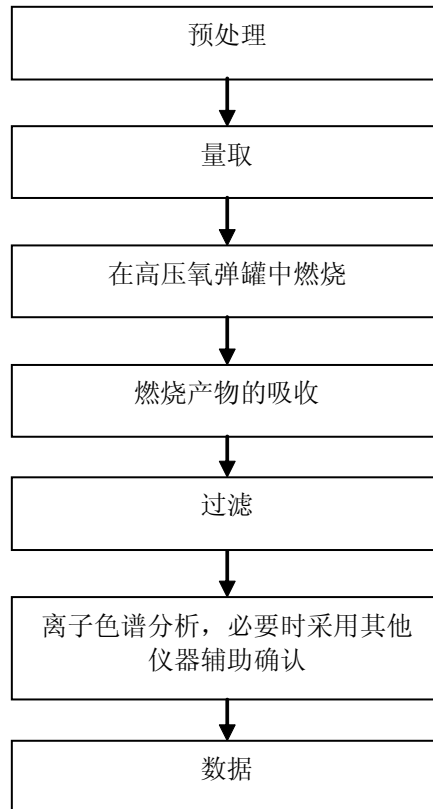 预处理
量取
在高压氧弹罐中燃烧
燃烧产物的吸收
过滤
离子色谱分析，必要时采用其他
仪器辅助确认
数据